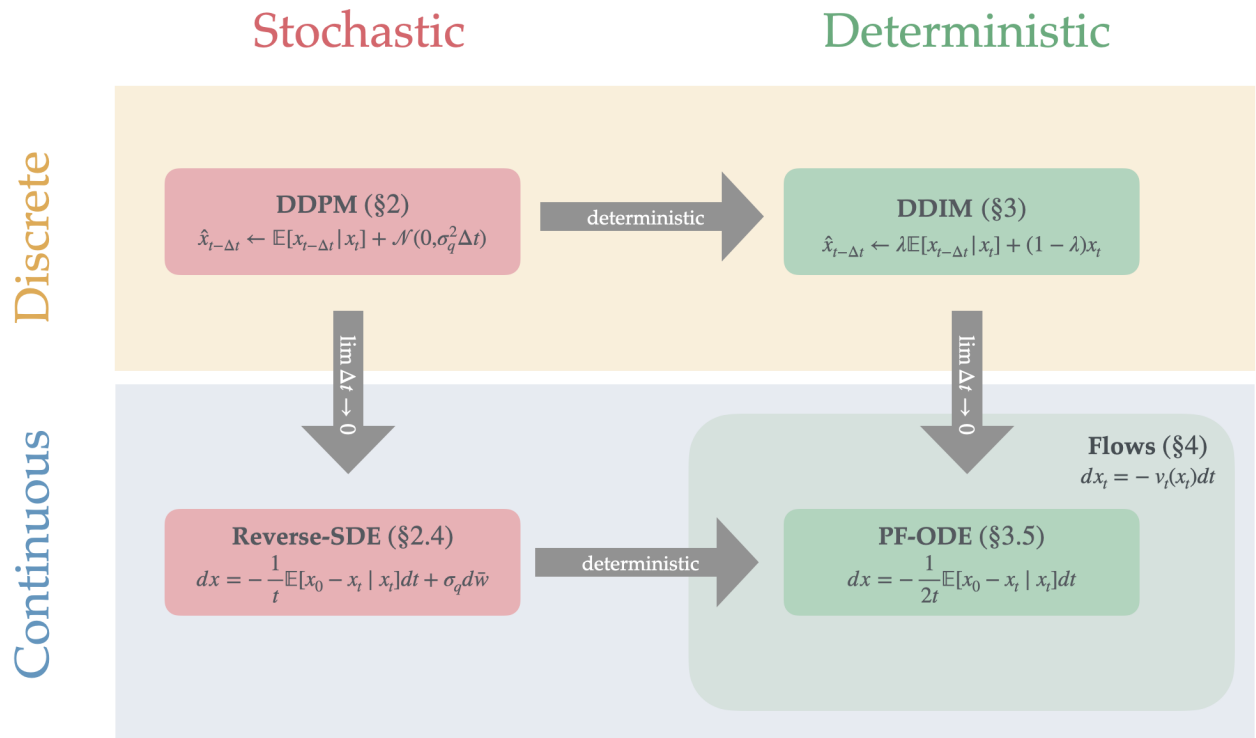 Stochastic
Deterministic
Discrete
DDPM (§2)
x̂_{t−Δt} ← 𝔼[x_{t−Δt} | x_t] + 𝒩(0,σ_q²Δt)
deterministic
DDIM (§3)
x̂_{t−Δt} ← λ𝔼[x_{t−Δt} | x_t] + (1 − λ)x_t
lim Δt → 0
lim Δt → 0
Continuous
Flows (§4)
dx_t = − v_t(x_t)dt
Reverse-SDE (§2.4)
dx = − 1/t 𝔼[x_0 − x_t | x_t]dt + σ_q dw̄
deterministic
PF-ODE (§3.5)
dx = − 1/2t 𝔼[x_0 − x_t | x_t]dt